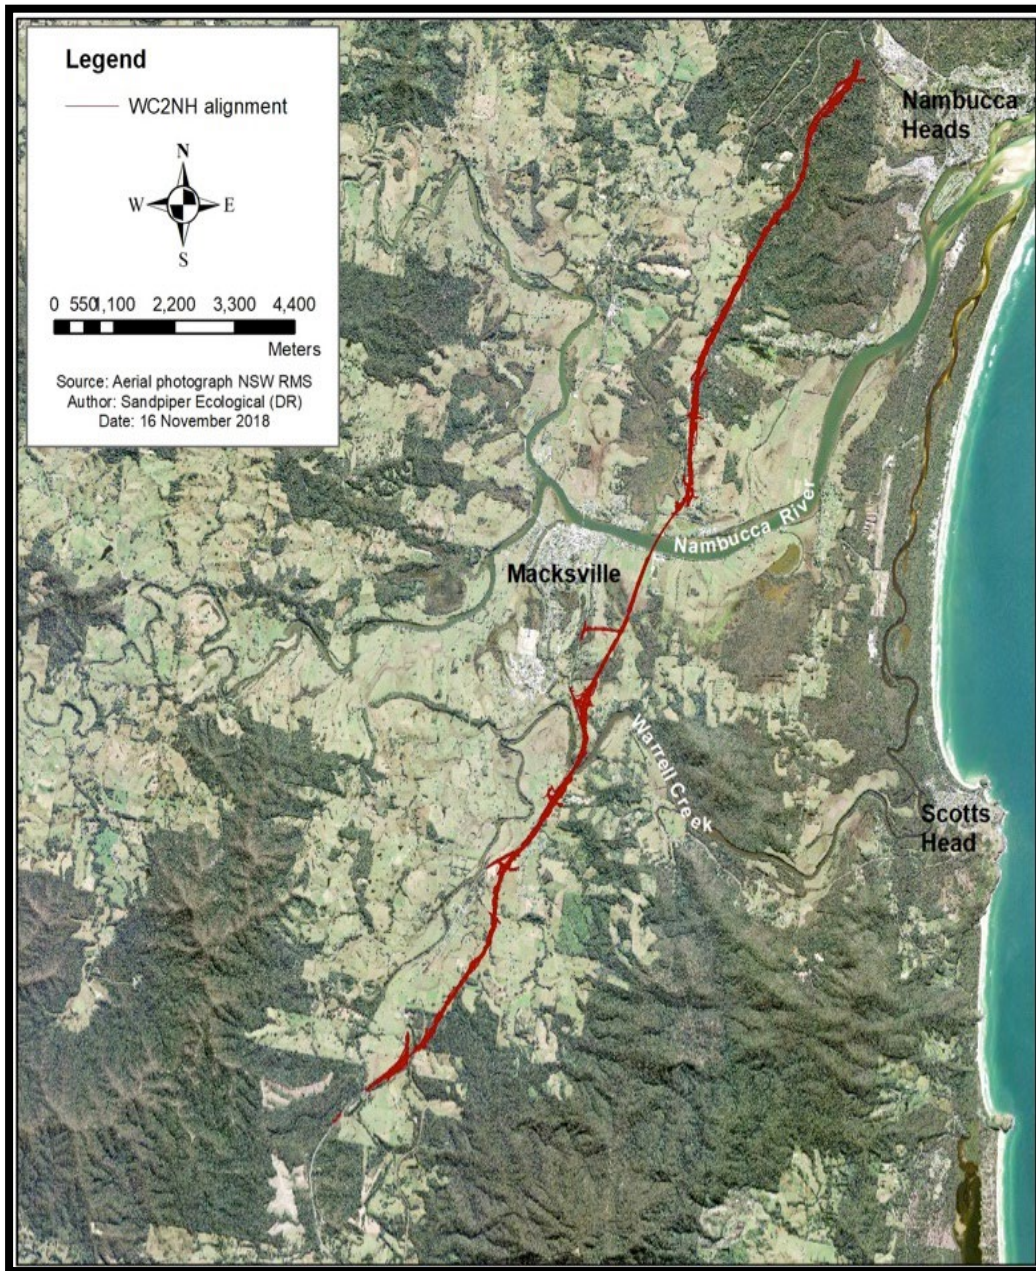 Legend
WC2NH alignment
N
W E
S
0 550 1,100 2,200 3,300 4,400
Meters
Source: Aerial photograph NSW RMS
Author: Sandpiper Ecological (DR)
Date: 16 November 2018
Nambucca
Heads
Nambucca River
Macksville
Warrell Creek
Scotts
Head